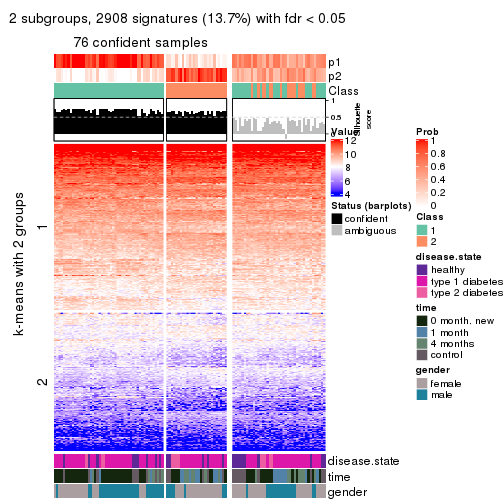 2 subgroups, 2908 signatures (13.7%) with fdr < 0.05
76 confident samples
p1
p2
Class
1
0.5
0
Silhouette
score
k-means with 2 groups
1
2
Value
12
10
8
6
4
Status (barplots)
confident
ambiguous
Prob
1
0.8
0.6
0.4
0.2
0
Class
1
2
disease.state
healthy
type 1 diabetes
type 2 diabetes
time
0 month. new
1 month
4 months
control
gender
female
male
disease.state
time
gender